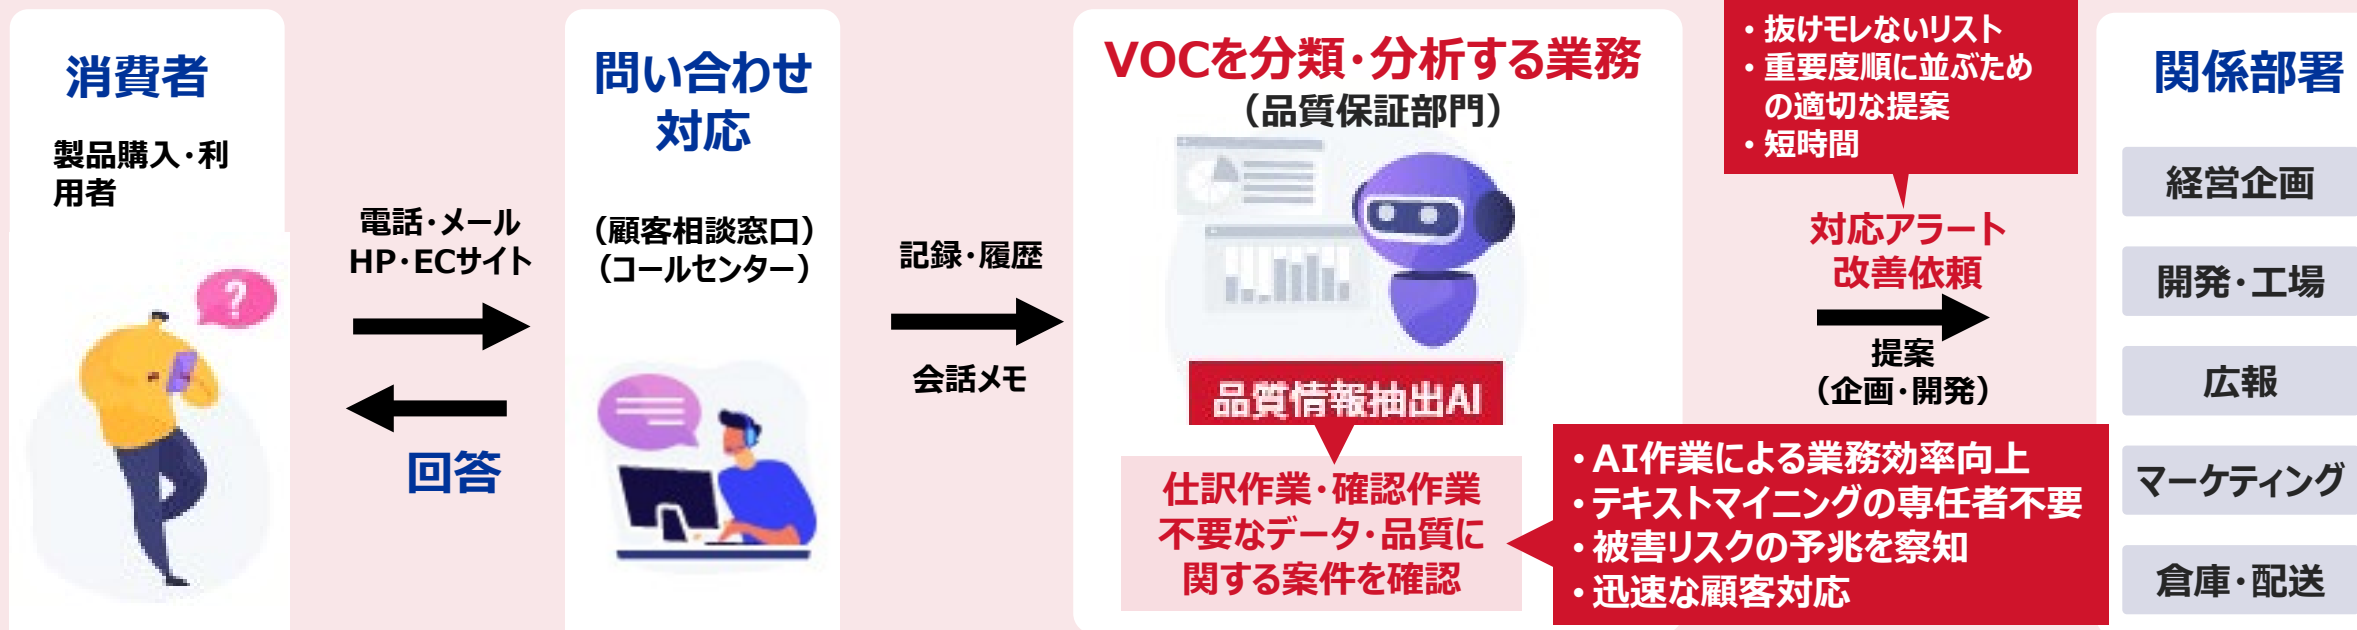 消費者
製品購入・利
用者
電話・メール
HP・ECサイト
回答
問い合わせ
対応
（顧客相談窓口）
（コールセンター）
記録・履歴
会話メモ
VOCを分類・分析する業務
（品質保証部門）
品質情報抽出AI
仕訳作業・確認作業
不要なデータ・品質に
関する案件を確認
・AI作業による業務効率向上
・テキストマイニングの専任者不要
・被害リスクの予兆を察知
・迅速な顧客対応
・抜けモレないリスト
・重要度順に並ぶため
の適切な提案
・短時間
対応アラート
改善依頼
提案
（企画・開発）
関係部署
経営企画
開発・工場
広報
マーケティング
倉庫・配送